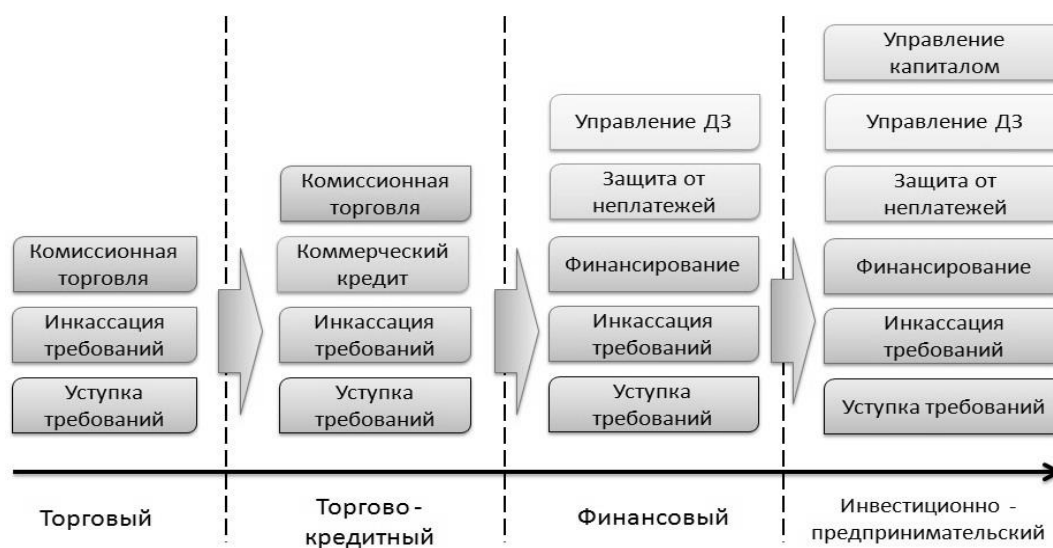 Комиссионная
торговля
Инкассация
требований
Уступка
требований
Торговый
Комиссионная
торговля
Коммерческий
кредит
Инкассация
требований
Уступка
требований
Торгово -
кредитный
Управление ДЗ
Защита от
неплатежей
Финансирование
Инкассация
требований
Уступка
требований
Финансовый
Управление
капиталом
Управление ДЗ
Защита от
неплатежей
Финансирование
Инкассация
требований
Уступка требований
Инвестиционно -
предпринимательский